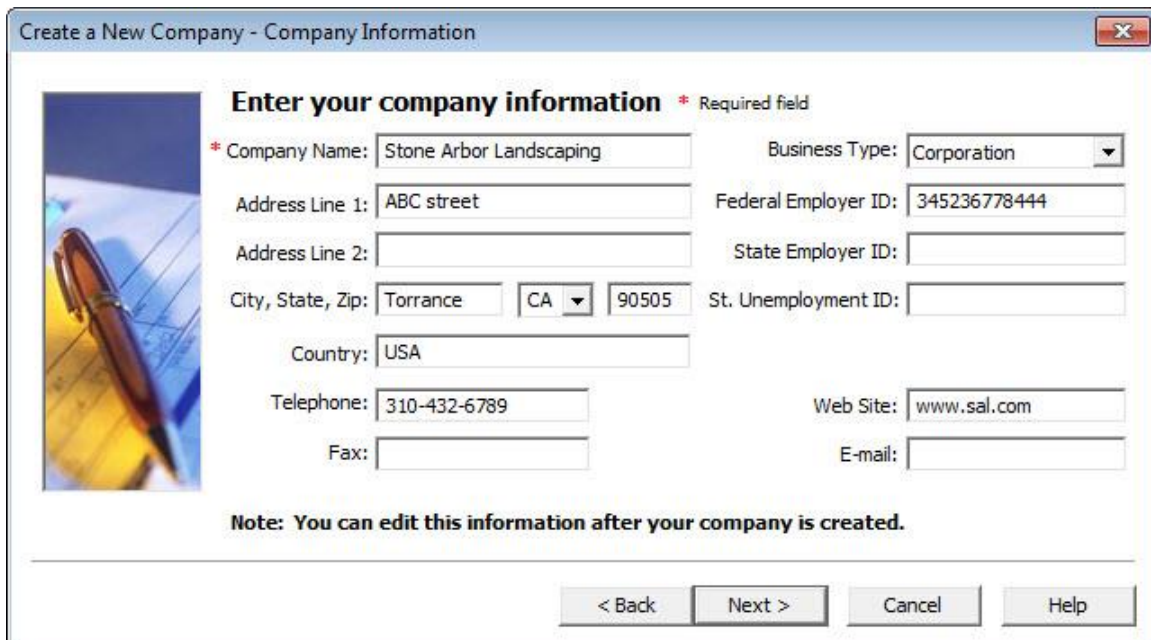 Create a New Company - Company Information
Enter your company information * Required field
* Company Name: Stone Arbor Landscaping Business Type: Corporation
Address Line 1: ABC street Federal Employer ID: 345236778444
Address Line 2: State Employer ID:
City, State, Zip: Torrance CA 90505 St. Unemployment ID:
Country: USA
Telephone: 310-432-6789 Web Site: www.sal.com
Fax: E-mail:
Note: You can edit this information after your company is created.
< Back Next > Cancel Help